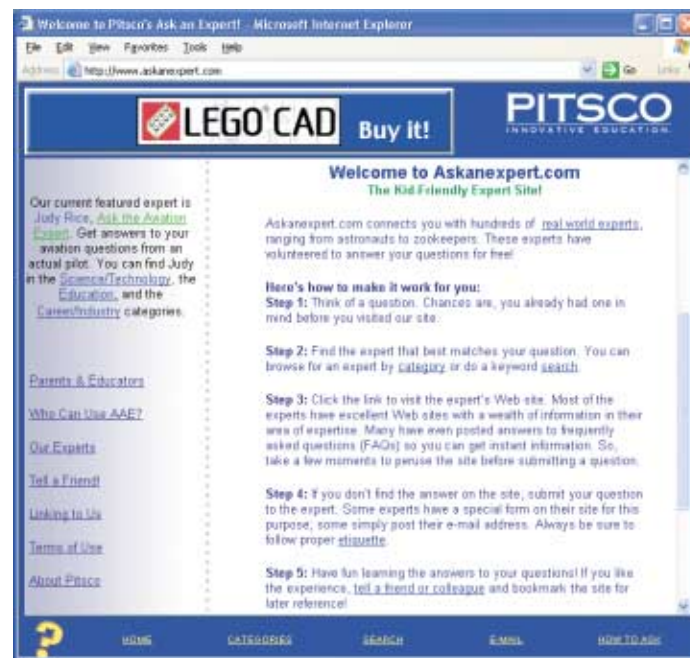 Welcome to Pitsco's Ask an Expert! - Microsoft Internet Explorer
File Edit View Favorites Tools Help
Address http://www.askanexpert.com Go Links
LEGO CAD Buy it!
PITSCO
INNOVATIVE EDUCATION.
Our current featured expert is
Judy Rice, Ask the Aviation
Expert. Get answers to your
aviation questions from an
actual pilot. You can find Judy
in the Science/Technology, the
Education, and the
Career/Industry categories.
Parents & Educators
Who Can Use AAE?
Our Experts
Tell a Friend!
Linking to Us
Terms of Use
About Pitsco
Welcome to Askanexpert.com
The Kid-Friendly Expert Site!
Askanexpert.com connects you with hundreds of real world experts,
ranging from astronauts to zookeepers. These experts have
volunteered to answer your questions for free!
Here's how to make it work for you:
Step 1: Think of a question. Chances are, you already had one in
mind before you visited our site.
Step 2: Find the expert that best matches your question. You can
browse for an expert by category or do a keyword search.
Step 3: Click the link to visit the expert's Web site. Most of the
experts have excellent Web sites with a wealth of information in their
area of expertise. Many have even posted answers to frequently
asked questions (FAQs) so you can get instant information. So,
take a few moments to peruse the site before submitting a question.
Step 4: If you don't find the answer on the site, submit your question
to the expert. Some experts have a special form on their site for this
purpose, some simply post their e-mail address. Always be sure to
follow proper etiquette.
Step 5: Have fun learning the answers to your questions! If you like
the experience, tell a friend or colleague and bookmark the site for
later reference!
? HOME CATEGORIES SEARCH E-MAIL HOW TO ASK